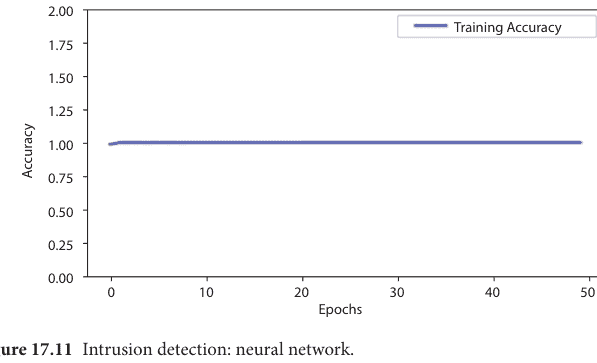 2.00
Training Accuracy
1.75
1.50
1.25
1.00
Accuracy
0.75
0.50
0.25
0.00
0 10 20 30 40 50
Epochs
ure 17.11 Intrusion detection: neural network.